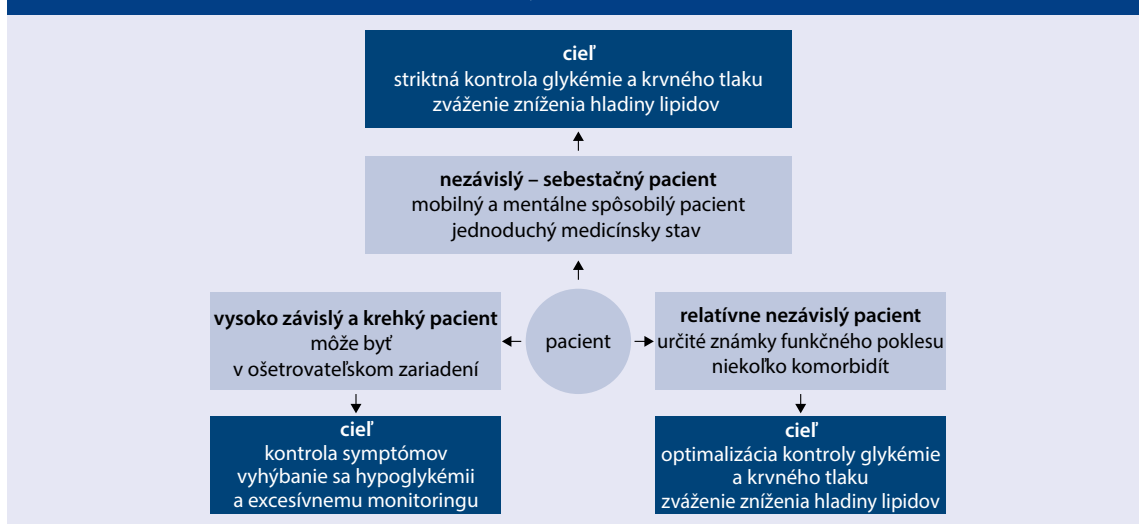 cieľ
striktná kontrola glykémie a krvného tlaku
zváženie zníženia hladiny lipidov
nezávislý – sebestačný pacient
mobilný a mentálne spôsobilý pacient
jednoduchý medicínsky stav
vysoko závislý a krehký pacient
môže byť
v ošetrovateľskom zariadení
pacient
relatívne nezávislý pacient
určité známky funkčného poklesu
niekoľko komorbidít
cieľ
kontrola symptómov
vyhýbanie sa hypoglykémii
a excesívnemu monitoringu
cieľ
optimalizácia kontroly glykémie
a krvného tlaku
zváženie zníženia hladiny lipidov